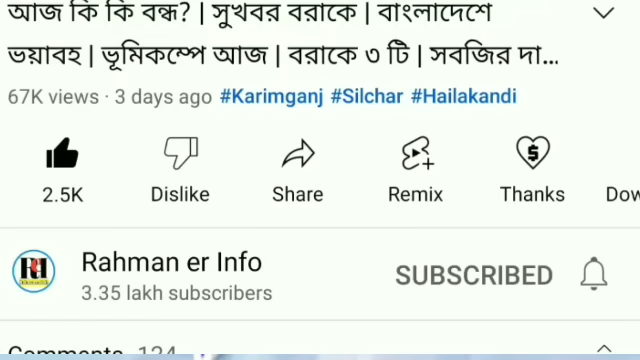 আজ কি কি বন্ধ? | সুখবর বরাকে | বাংলাদেশে
ভয়াবহ | ভূমিকম্পে আজ | বরাকে ৩ টি | সবজির দা...
67K views · 3 days ago #Karimganj #Silchar #Hailakandi
2.5K Dislike Share Remix Thanks Dow
Rahman er Info
SUBSCRIBED
3.35 lakh subscribers
Comments 124